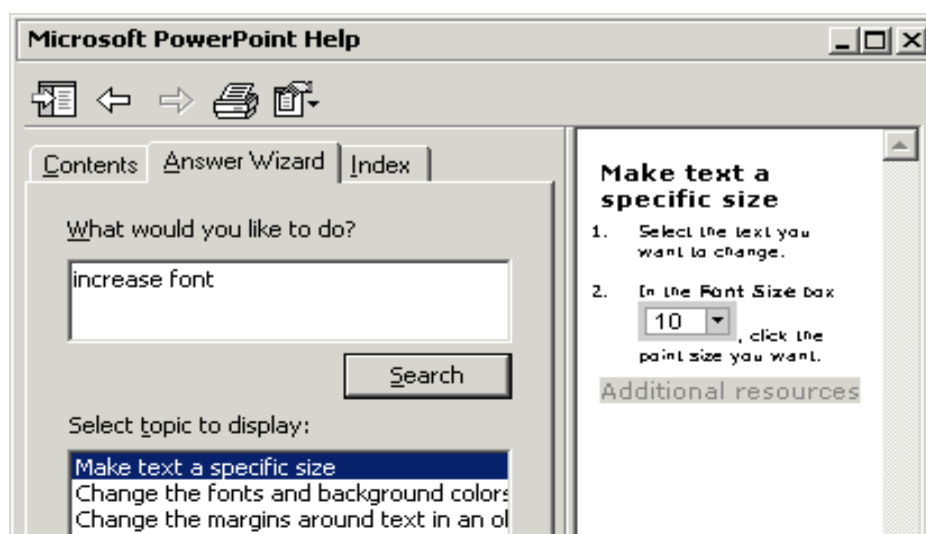 Microsoft PowerPoint Help
Contents
Answer Wizard
Index
What would you like to do?
increase font
Search
Select topic to display:
Make text a specific size
Change the fonts and background colors
Change the margins around text in an
Make text a
specific size
1. Select the text you
want to change.
2. In the Font Size box
10
, click the
point size you want.
Additional resources